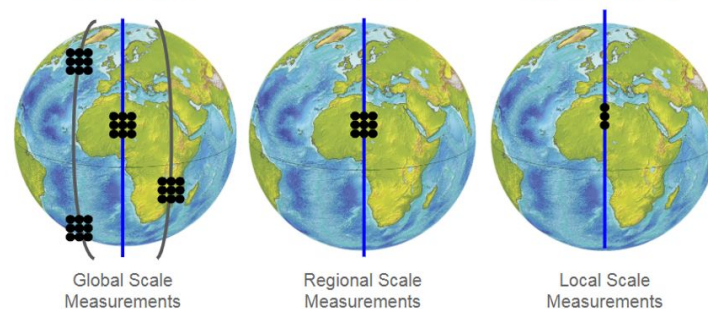 Global Scale
Measurements
Regional Scale
Measurements
Local Scale
Measurements